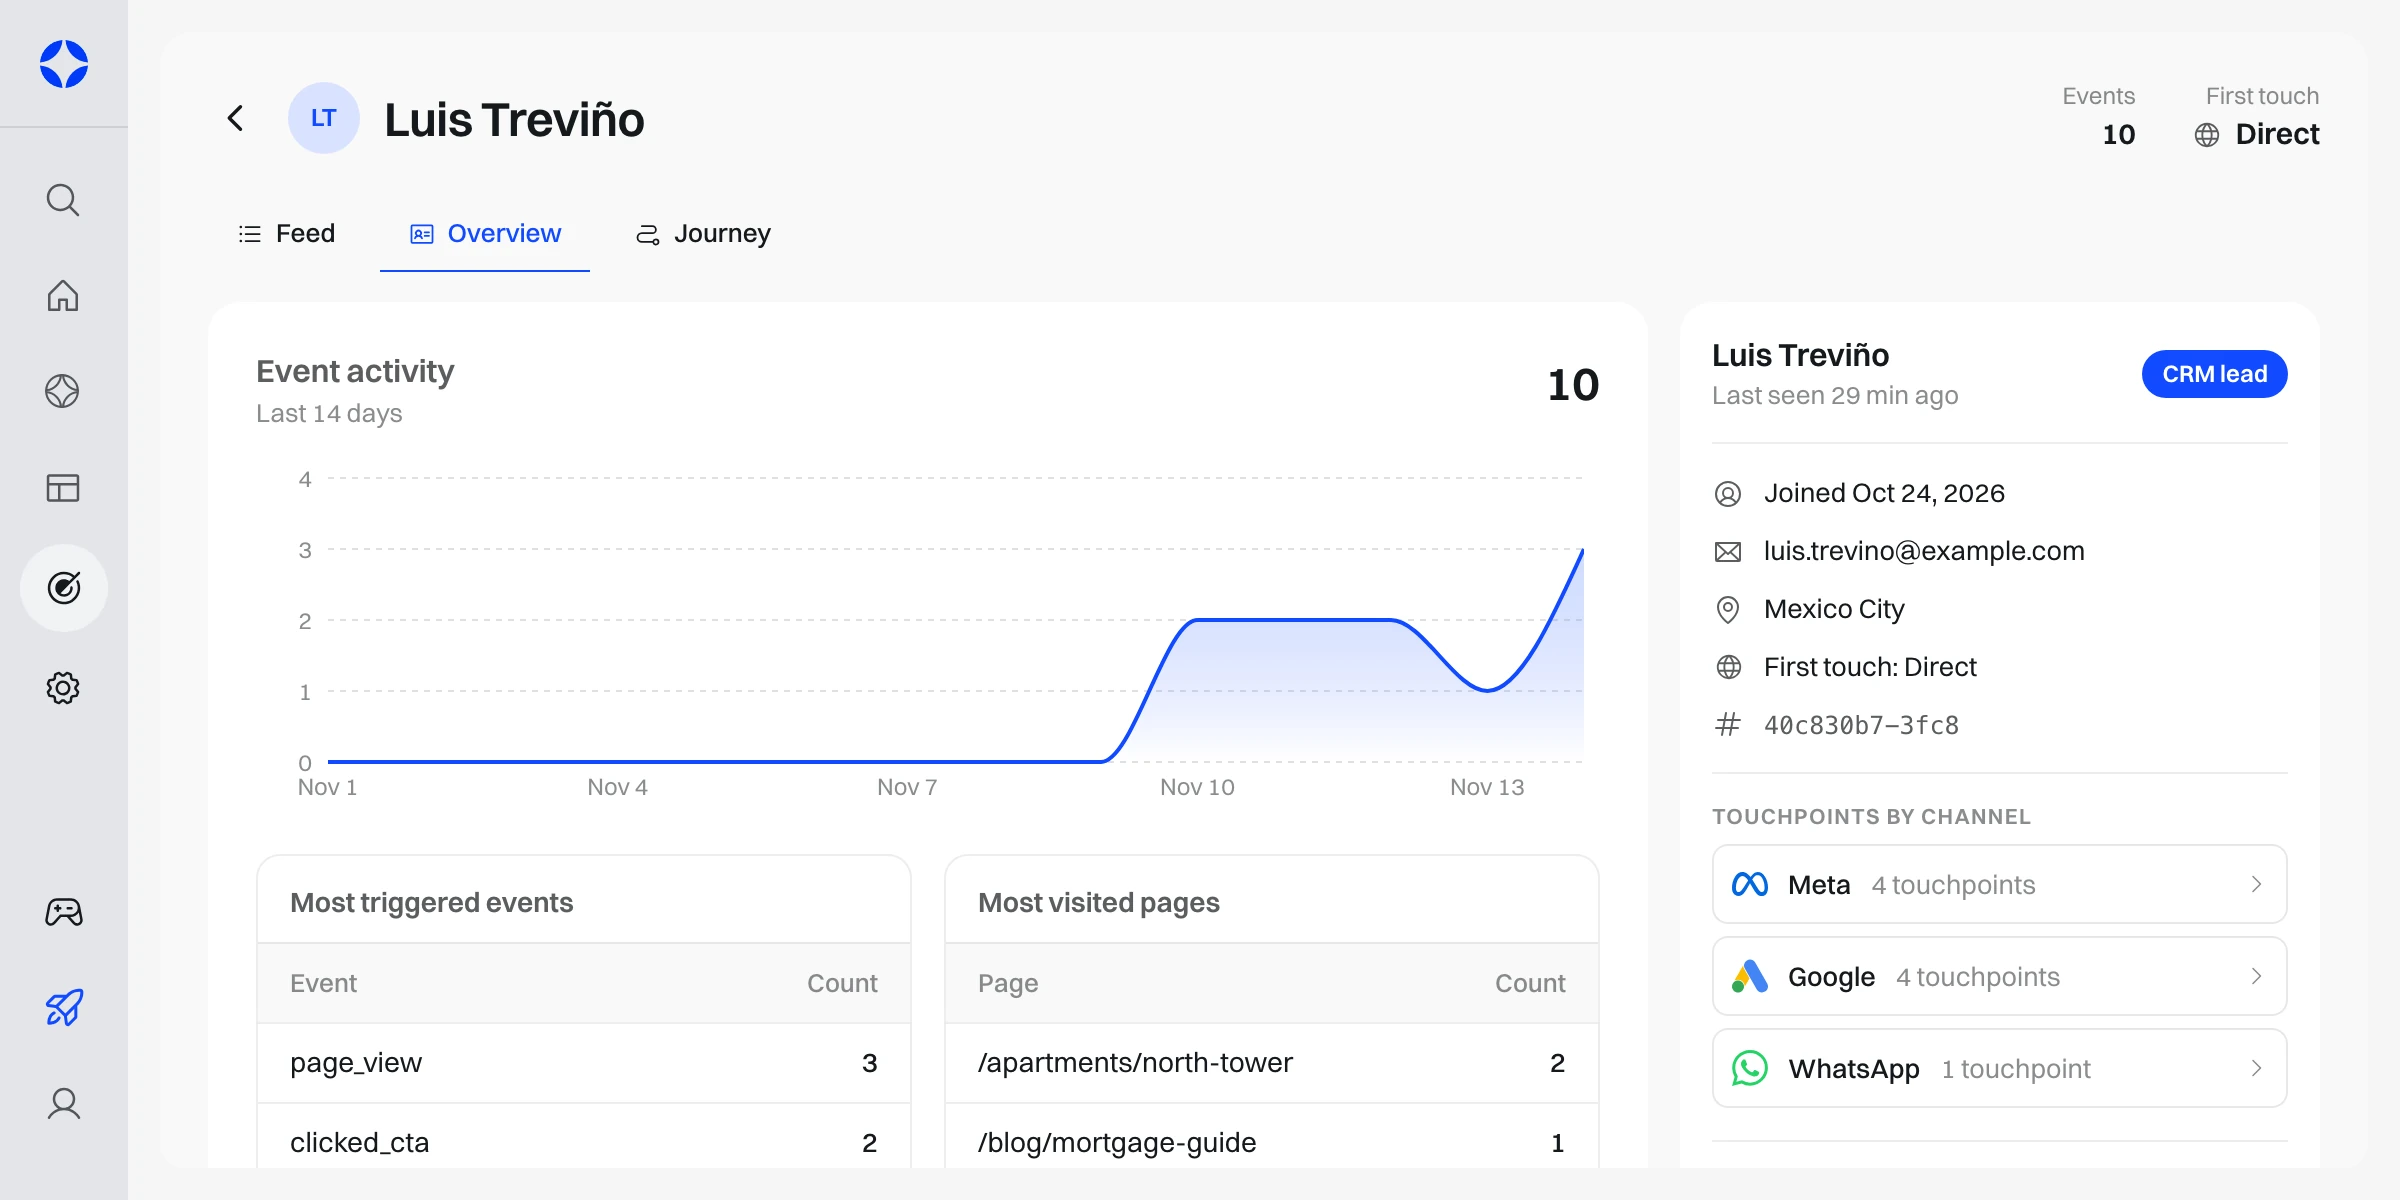 LT
Luis Treviño
Events
10
First touch
Direct
Feed
Overview
Journey
Event activity
Last 14 days
10
4
3
2
1
0
Nov 1
Nov 4
Nov 7
Nov 10
Nov 13
Most triggered events
Event Count
page_view 3
clicked_cta 2
Most visited pages
Page Count
/apartments/north-tower 2
/blog/mortgage-guide 1
Luis Treviño
Last seen 29 min ago
CRM lead
Joined Oct 24, 2026
luis.trevino@example.com
Mexico City
First touch: Direct
40c830b7-3fc8
TOUCHPOINTS BY CHANNEL
Meta 4 touchpoints
Google 4 touchpoints
WhatsApp 1 touchpoint